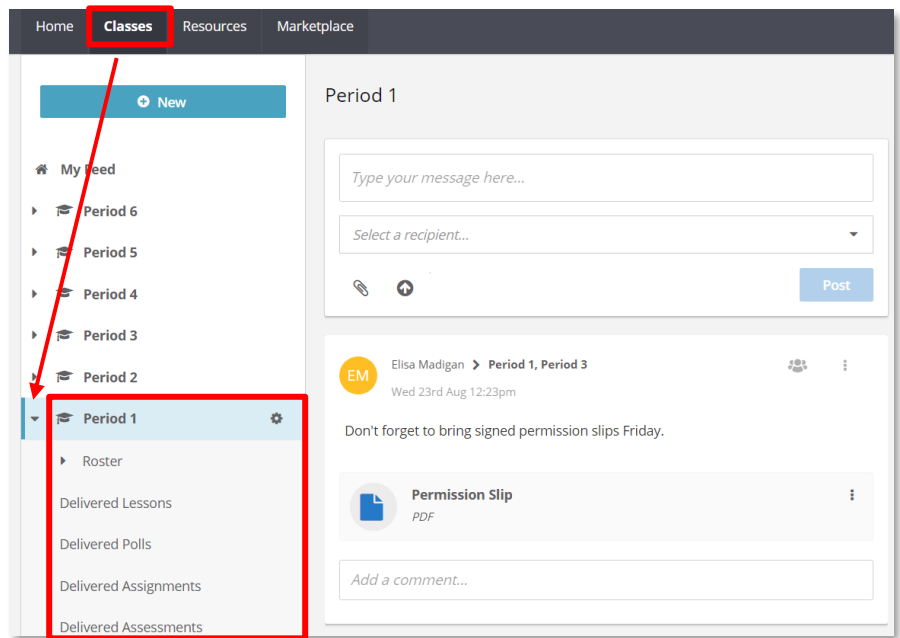 Home Classes Resources Marketplace
New
My Feed
Period 6
Period 5
Period 4
Period 3
Period 2
Period 1
Roster
Delivered Lessons
Delivered Polls
Delivered Assignments
Delivered Assessments
Period 1
Type your message here...
Select a recipient...
Post
EM
Elisa Madigan > Period 1, Period 3
Wed 23rd Aug 12:23pm
Don't forget to bring signed permission slips Friday.
Permission Slip
PDF
Add a comment...